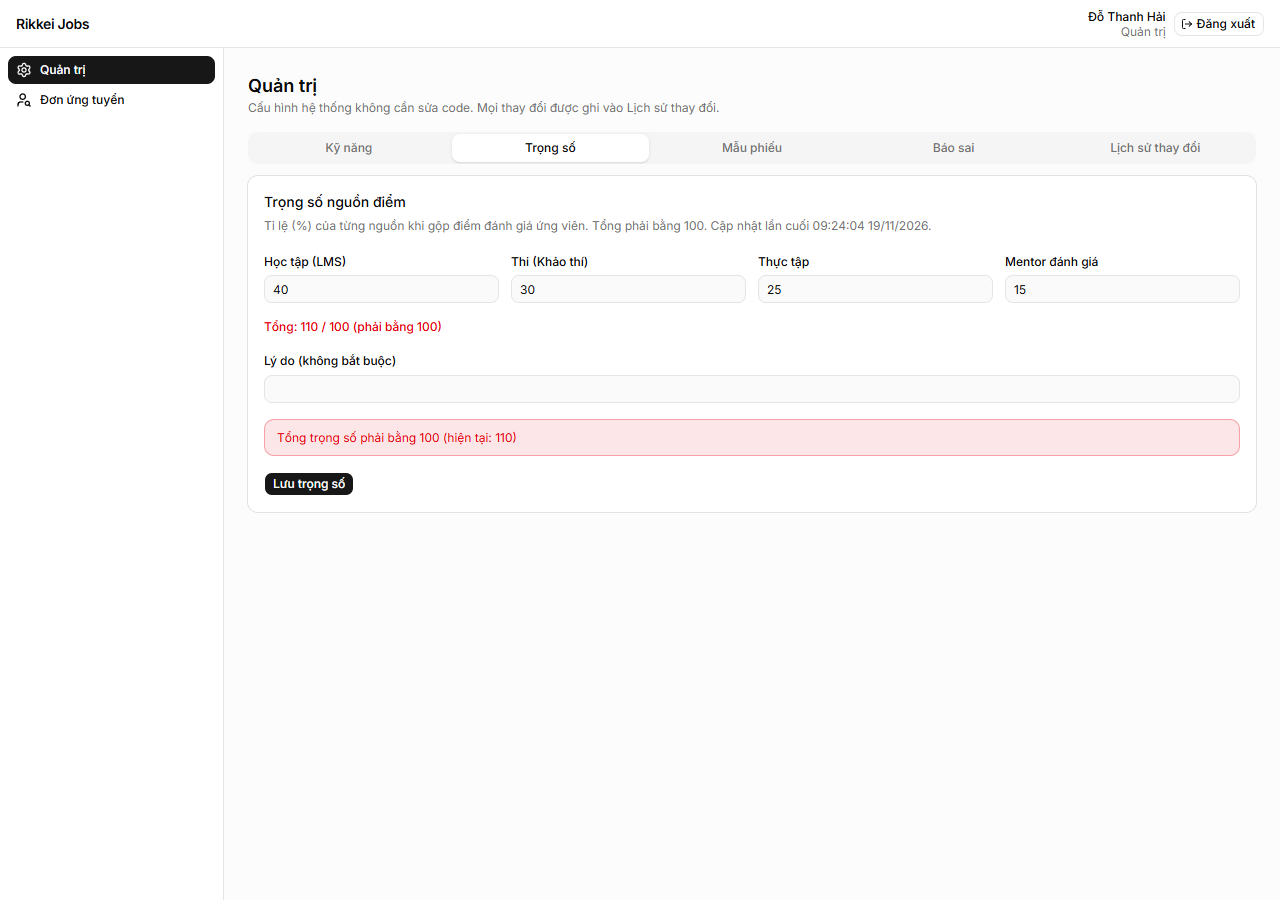 Rikkei Jobs
Đỗ Thanh Hải
Quản trị
Đăng xuất
Quản trị
Đơn ứng tuyển
Quản trị
Cấu hình hệ thống không cần sửa code. Mọi thay đổi được ghi vào Lịch sử thay đổi.
Kỹ năng
Trọng số
Mẫu phiếu
Báo sai
Lịch sử thay đổi
Trọng số nguồn điểm
Tỉ lệ (%) của từng nguồn khi gộp điểm đánh giá ứng viên. Tổng phải bằng 100. Cập nhật lần cuối 09:24:04 19/11/2026.
Học tập (LMS)
Thi (Khảo thí)
Thực tập
Mentor đánh giá
40
30
25
15
Tổng: 110 / 100 (phải bằng 100)
Lý do (không bắt buộc)
Tổng trọng số phải bằng 100 (hiện tại: 110)
Lưu trọng số